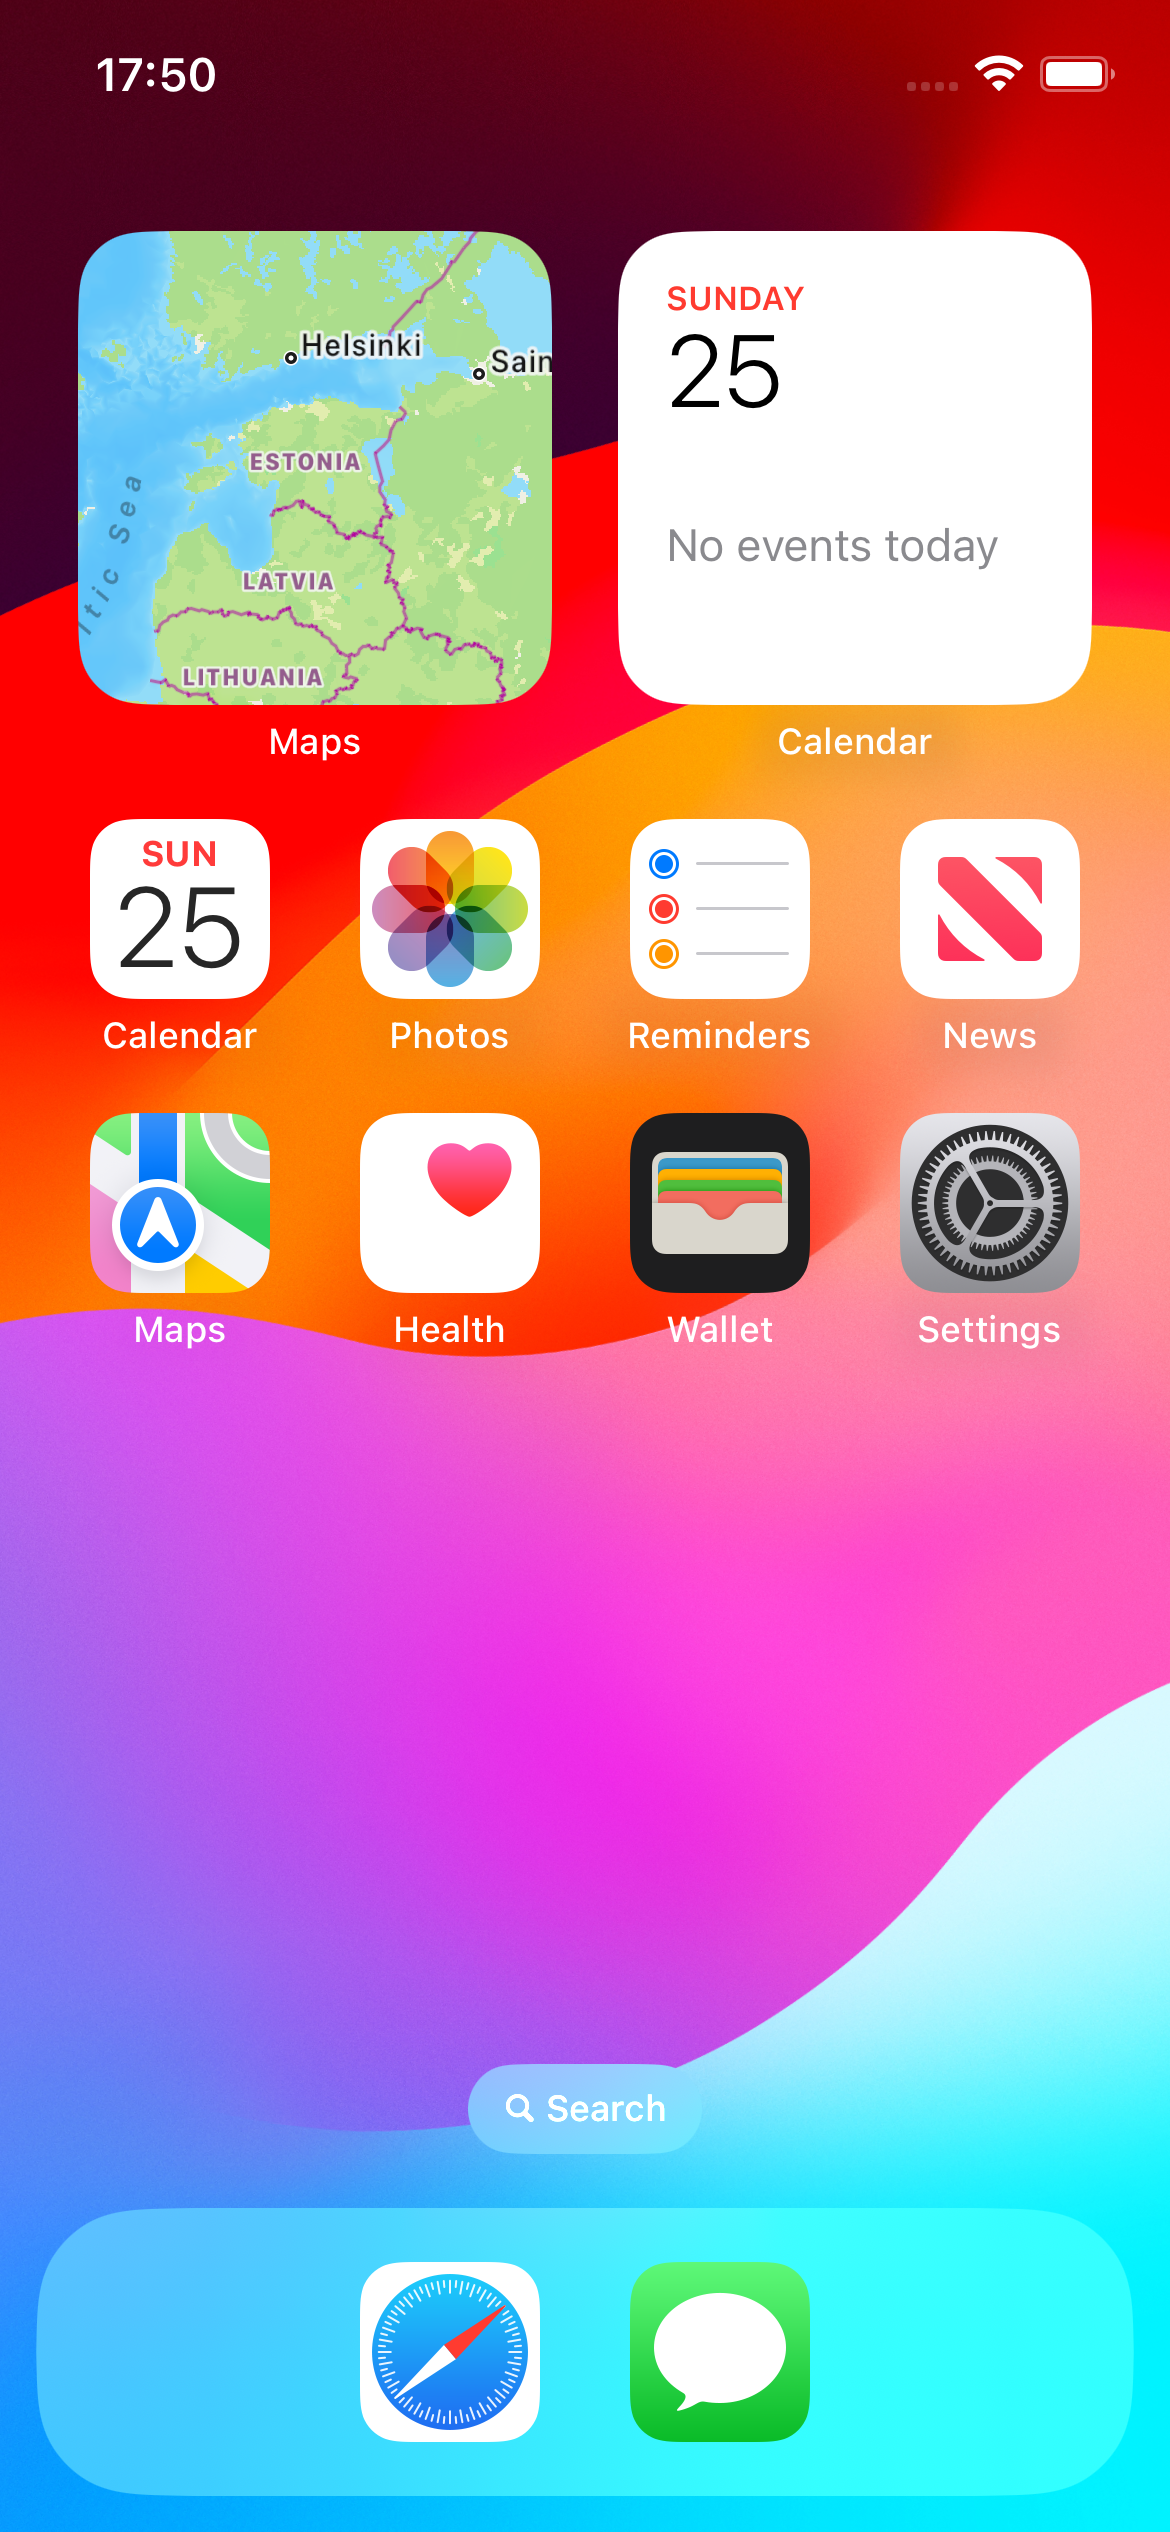 17:50
Helsinki
Sain
ESTONIA
ltic Sea
LATVIA
LITHUANIA
Maps
SUNDAY
25
No events today
Calendar
SUN
25
Calendar
Photos
Reminders
News
Maps
Health
Wallet
Settings
Search